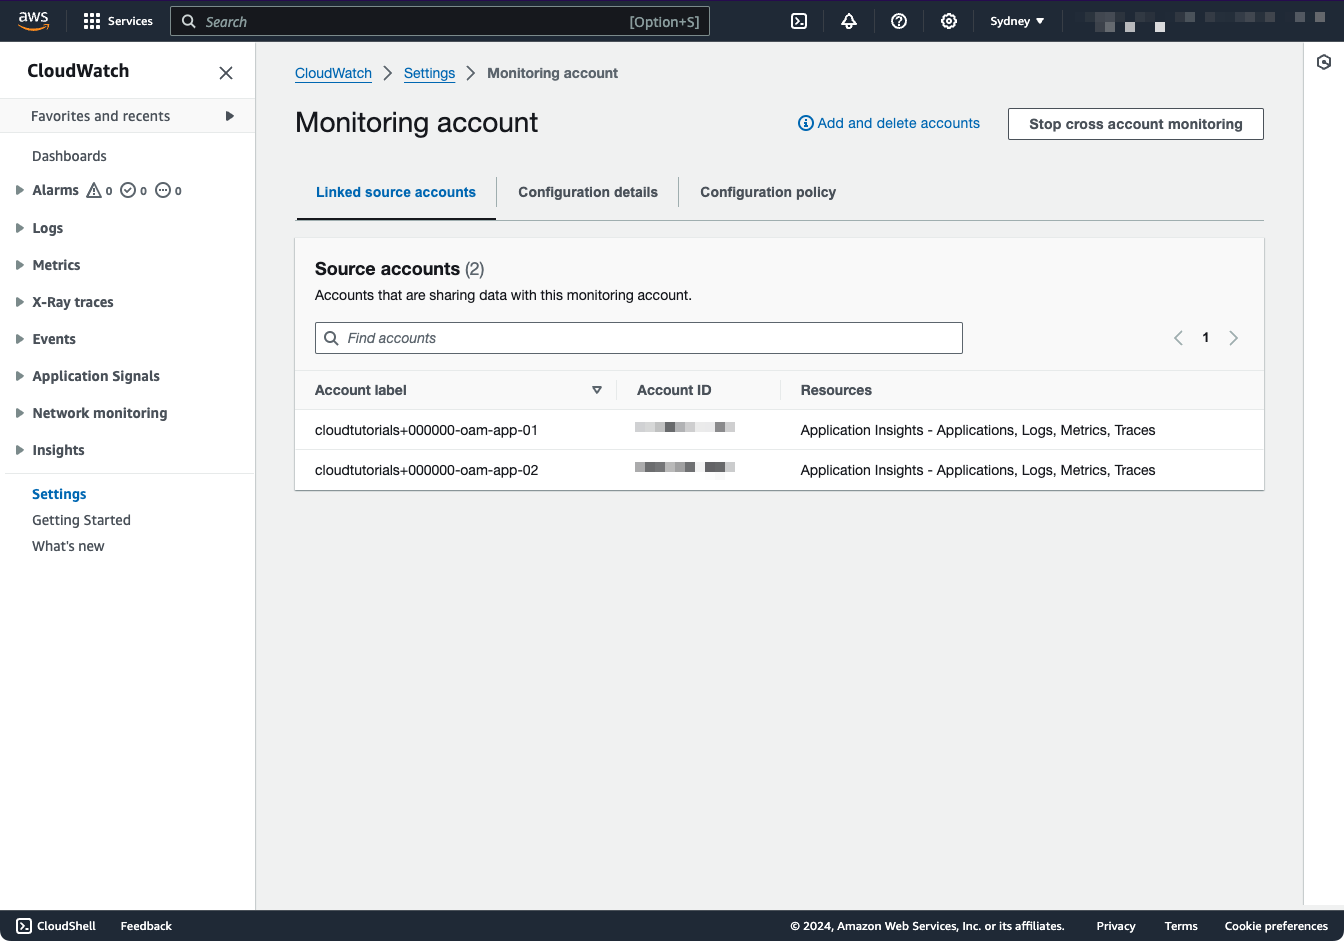 aws Services Search [Option+S] Sydney
CloudWatch
Favorites and recents
Dashboards
Alarms 0 0 0
Logs
Metrics
X-Ray traces
Events
Application Signals
Network monitoring
Insights
Settings
Getting Started
What's new
CloudWatch Settings Monitoring account
Monitoring account
Add and delete accounts
Stop cross account monitoring
Linked source accounts Configuration details Configuration policy
Source accounts (2)
Accounts that are sharing data with this monitoring account.
Find accounts
1
Account label Account ID Resources
cloudtutorials+000000-oam-app-01 Application Insights - Applications, Logs, Metrics, Traces
cloudtutorials+000000-oam-app-02 Application Insights - Applications, Logs, Metrics, Traces
CloudShell Feedback © 2024, Amazon Web Services, Inc. or its affiliates. Privacy Terms Cookie preferences